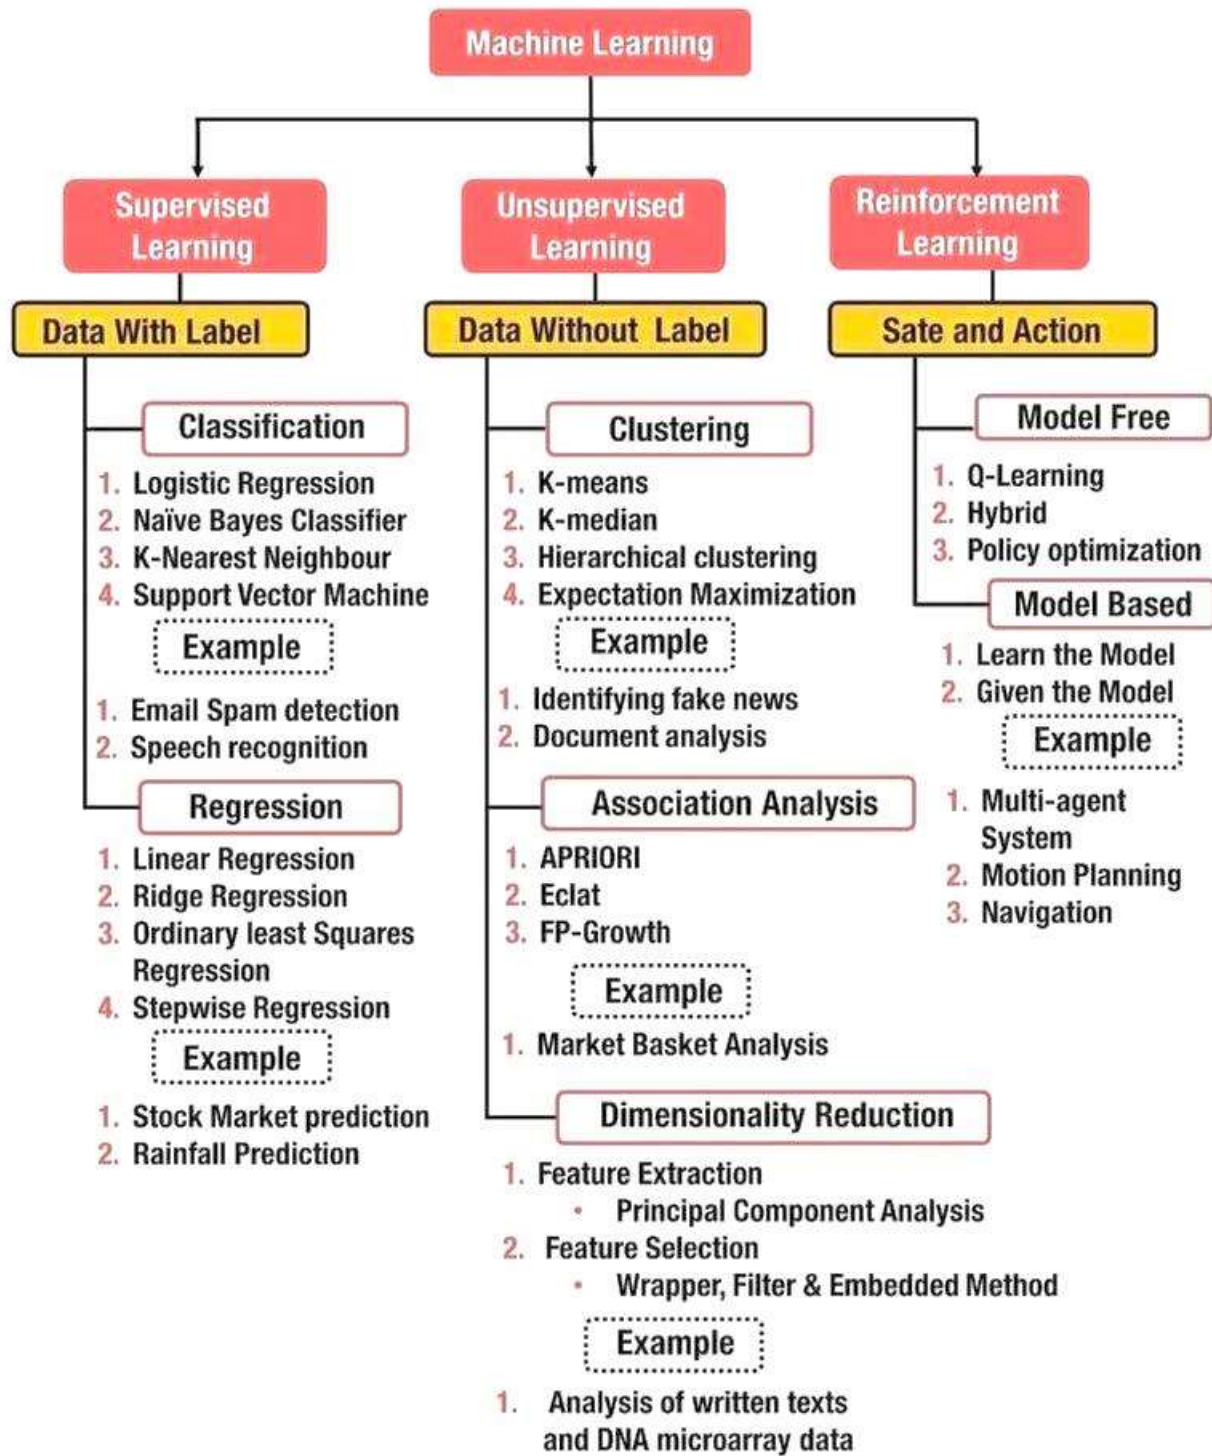 Machine Learning
Supervised
Learning
Data With Label
Classification
1. Logistic Regression
2. Naïve Bayes Classifier
3. K-Nearest Neighbour
4. Support Vector Machine
Example
1. Email Spam detection
2. Speech recognition
Regression
1. Linear Regression
2. Ridge Regression
3. Ordinary least Squares
Regression
4. Stepwise Regression
Example
1. Stock Market prediction
2. Rainfall Prediction
Unsupervised
Learning
Data Without Label
Clustering
1. K-means
2. K-median
3. Hierarchical clustering
4. Expectation Maximization
Example
1. Identifying fake news
2. Document analysis
Association Analysis
1. APRIORI
2. Eclat
3. FP-Growth
Example
1. Market Basket Analysis
Dimensionality Reduction
1. Feature Extraction
• Principal Component Analysis
2. Feature Selection
• Wrapper, Filter & Embedded Method
Example
1. Analysis of written texts
and DNA microarray data
Reinforcement
Learning
Sate and Action
Model Free
1. Q-Learning
2. Hybrid
3. Policy optimization
Model Based
1. Learn the Model
2. Given the Model
Example
1. Multi-agent
System
2. Motion Planning
3. Navigation